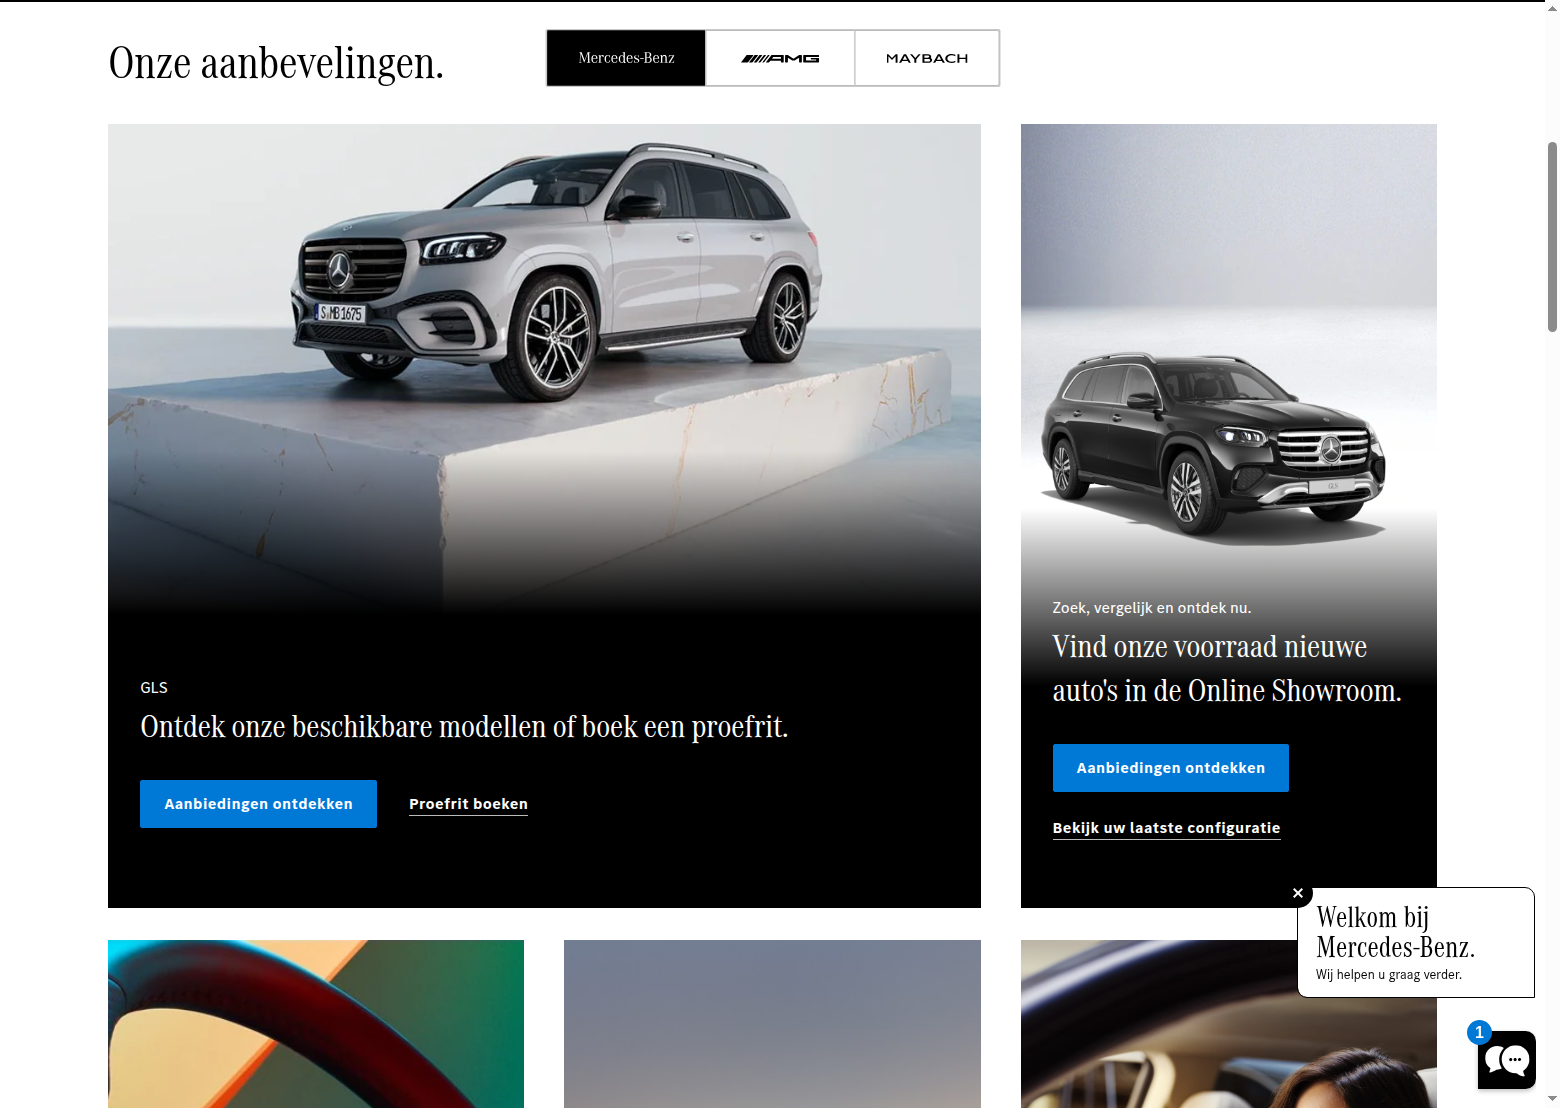 Onze aanbevelingen.
Mercedes-Benz
AMG
MAYBACH
S MB 1675
GLS
Ontdek onze beschikbare modellen of boek een proefrit.
Aanbiedingen ontdekken
Proefrit boeken
GLS
Zoek, vergelijk en ontdek nu.
Vind onze voorraad nieuwe
auto's in de Online Showroom.
Aanbiedingen ontdekken
Bekijk uw laatste configuratie
Welkom bij
Mercedes-Benz.
Wij helpen u graag verder.
1